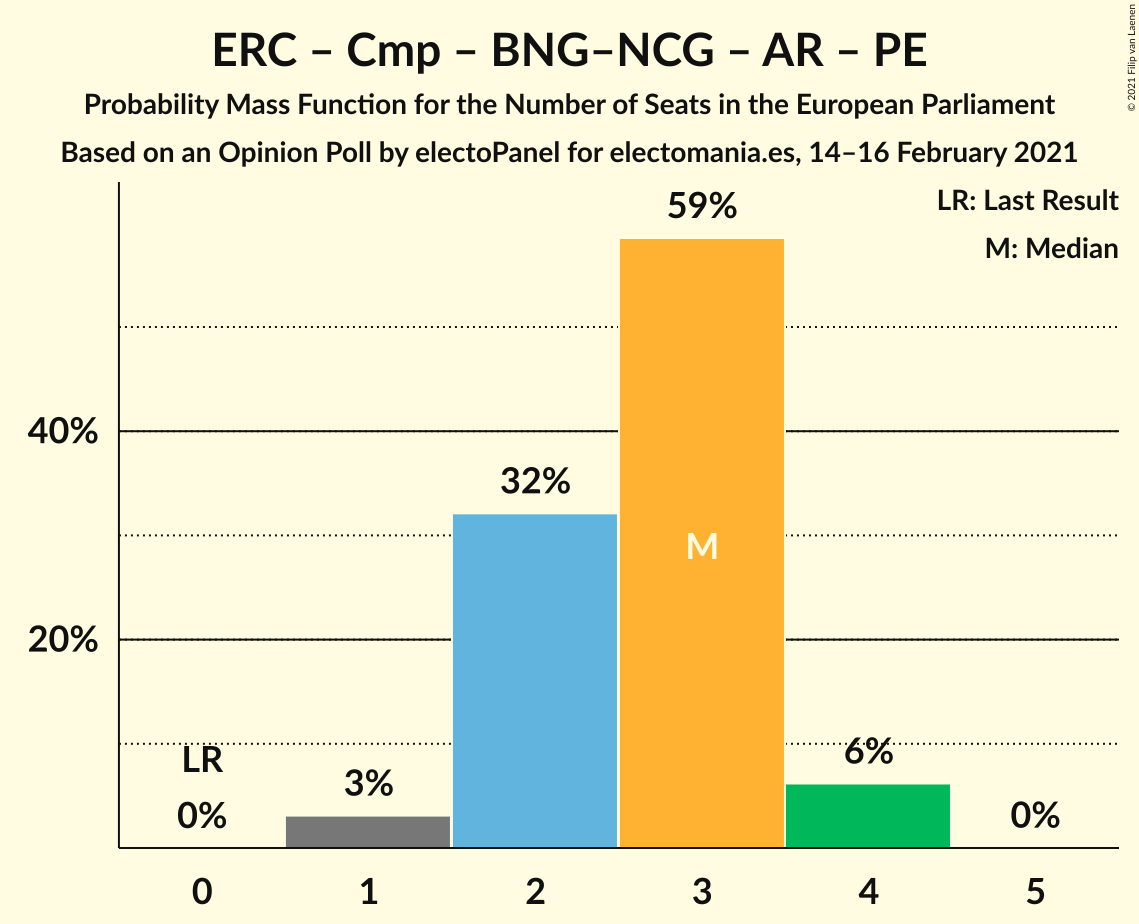 ERC – Cmp – BNG–NCG – AR – PE
Probability Mass Function for the Number of Seats in the European Parliament
Based on an Opinion Poll by electoPanel for electomania.es, 14–16 February 2021
© 2021 Filip van Laenen
LR: Last Result
M: Median
59%
40%
32%
M
20%
LR
6%
3%
0%
0%
0 1 2 3 4 5